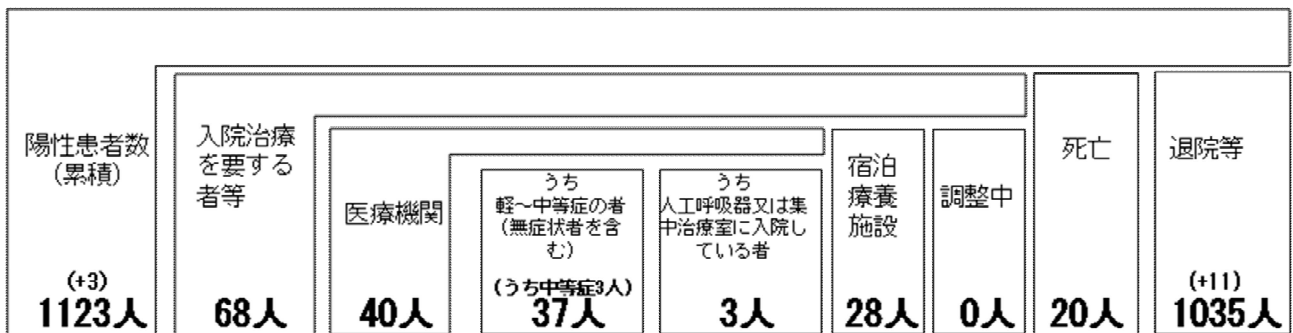 陽性患者数
(累積)
(+3)
1123人
入院治療
を要する
者等
68人
医療機関
40人
うち
軽～中等症の者
(無症状者を含
む)
(うち中等症3人)
37人
うち
人工呼吸器又は集
中治療室に入院し
ている者
3人
宿泊
療養
施設
28人
調整中
0人
死亡
20人
退院等
(+11)
1035人